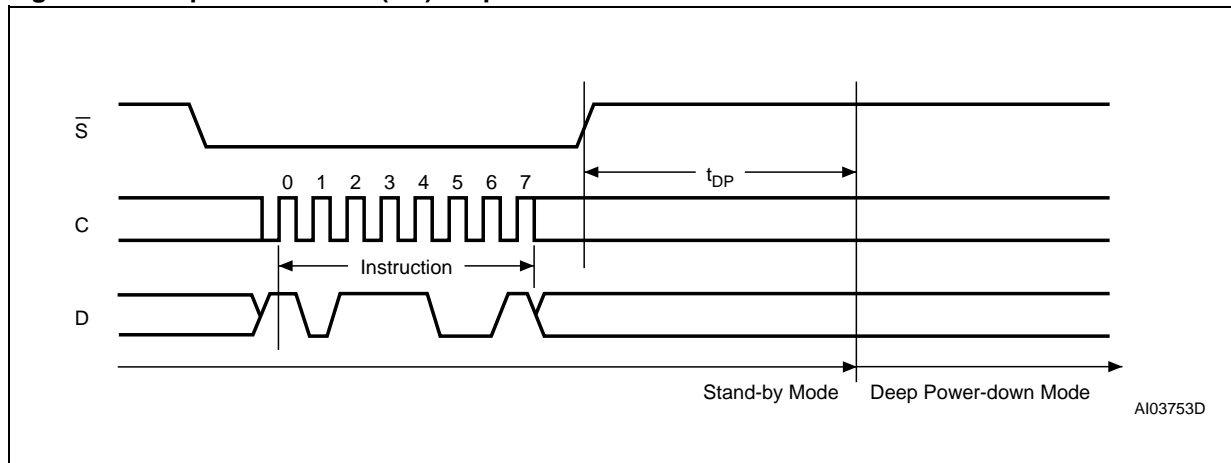 S
0 1 2 3 4 5 6 7
t_DP
C
Instruction
D
Stand-by Mode Deep Power-down Mode
AI03753D